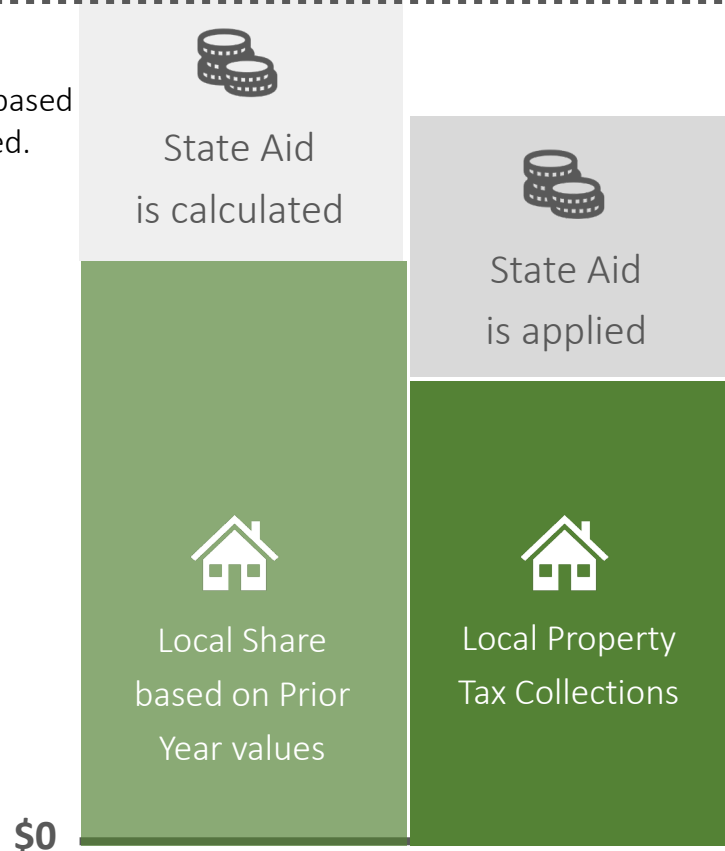 based
ed.
State Aid
is calculated
State Aid
is applied
Local Share
based on Prior
Year values
Local Property
Tax Collections
$0